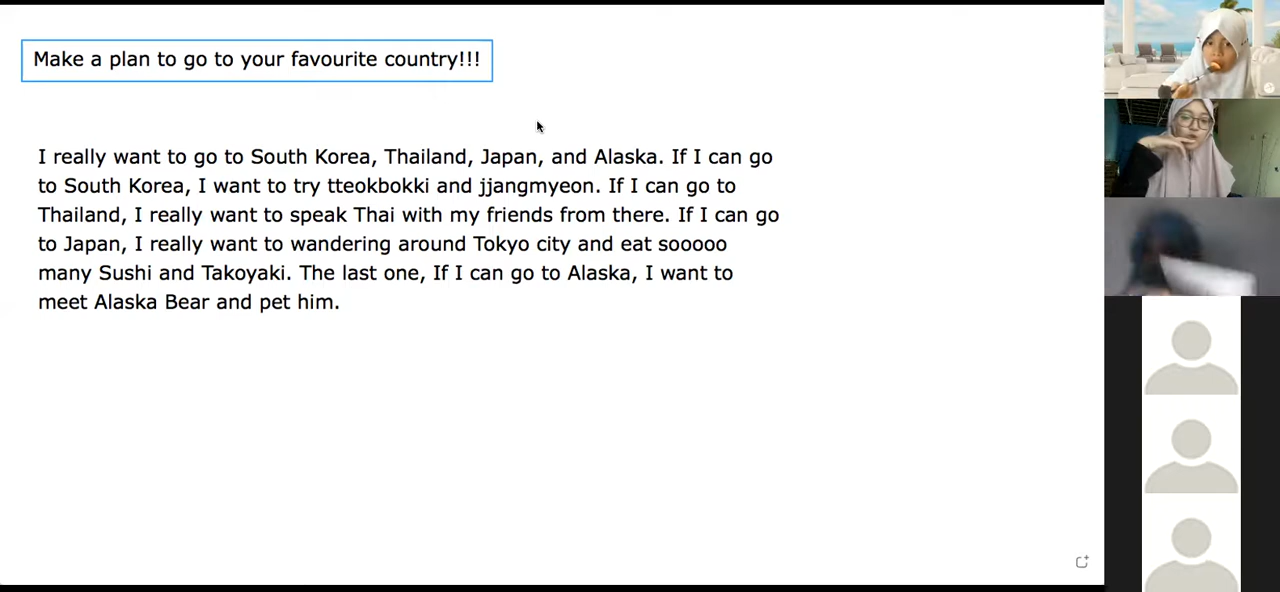 Make a plan to go to your favourite country!!!
I really want to go to South Korea, Thailand, Japan, and Alaska. If I can go
to South Korea, I want to try tteokbokki and jjangmyeon. If I can go to
Thailand, I really want to speak Thai with my friends from there. If I can go
to Japan, I really want to wandering around Tokyo city and eat sooooo
many Sushi and Takoyaki. The last one, If I can go to Alaska, I want to
meet Alaska Bear and pet him.